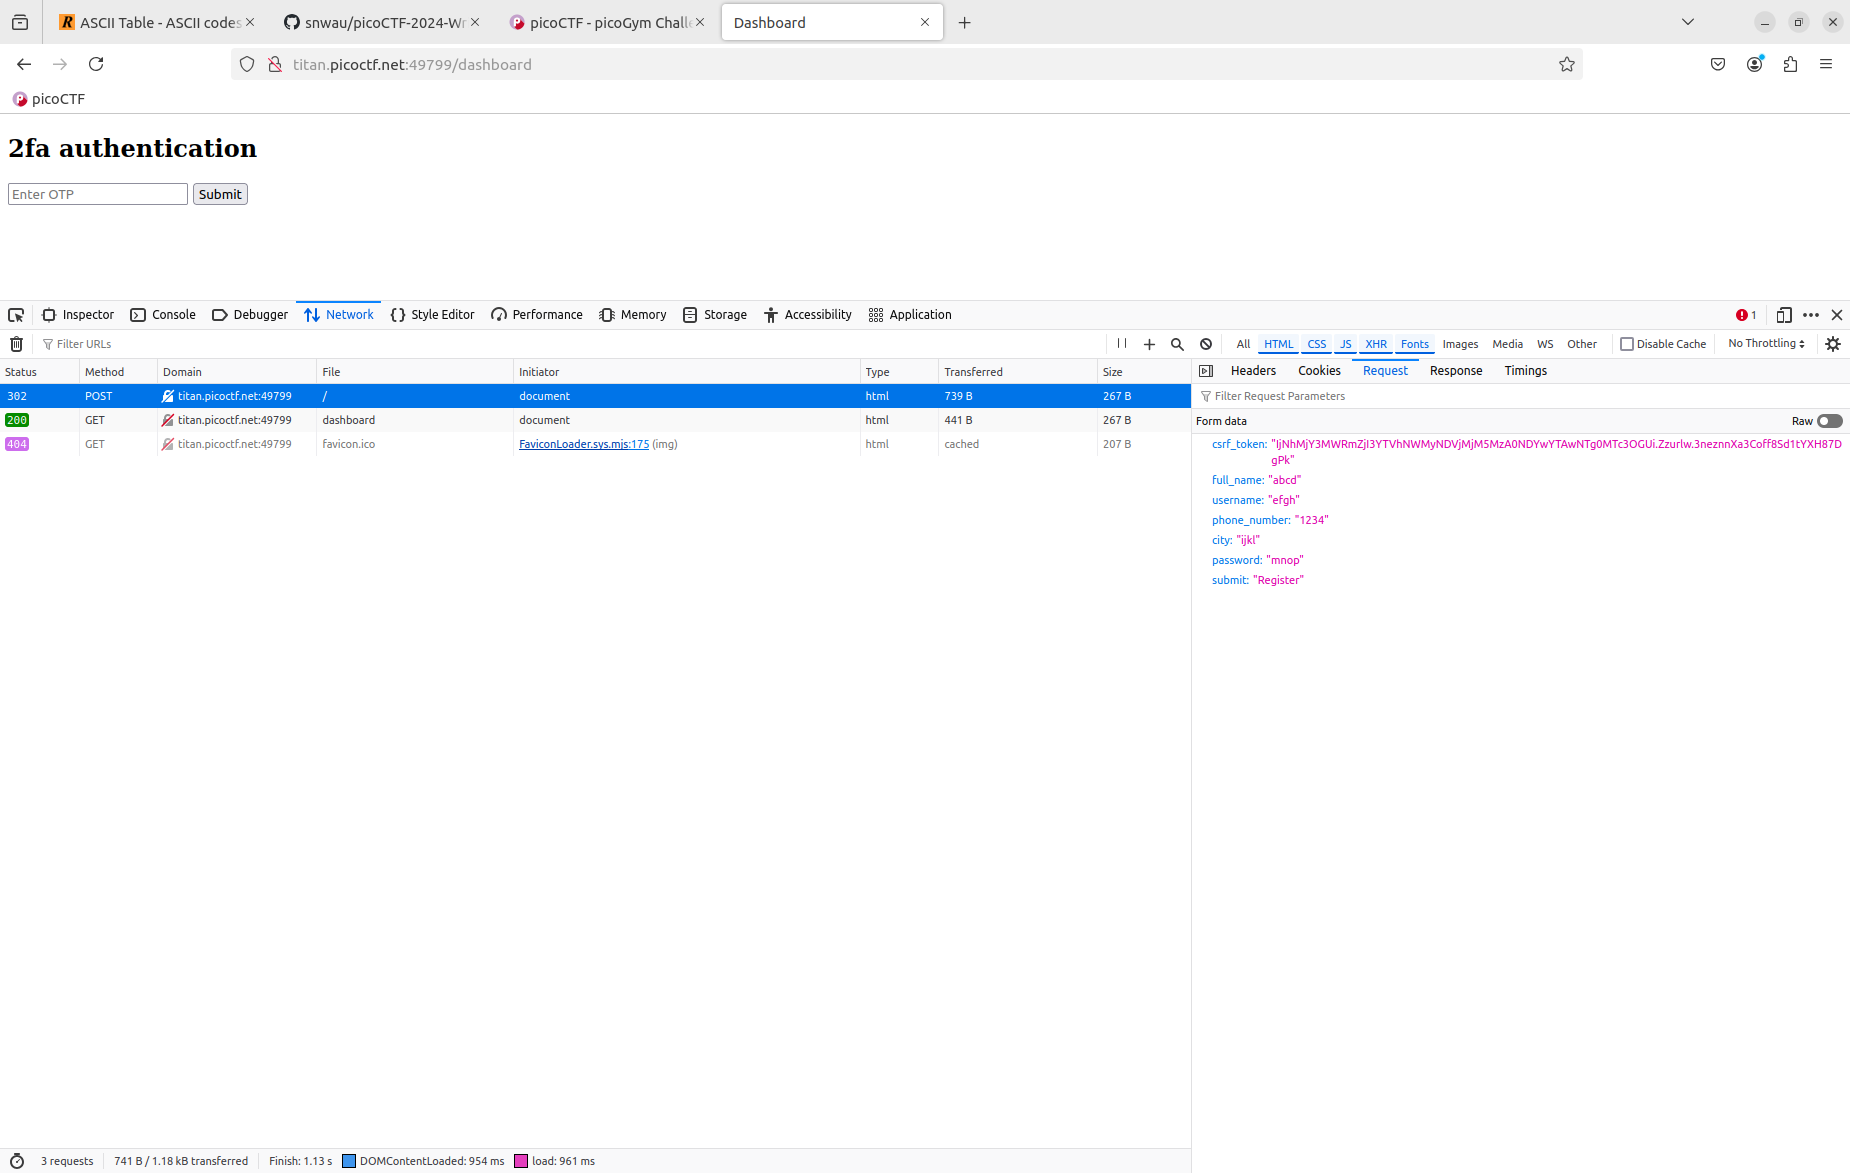 ASCII Table - ASCII codes
snwau/picoCTF-2024-Wr
picoCTF - picoGym Chall
Dashboard
titan.picoctf.net:49799/dashboard
picoCTF
2fa authentication
Enter OTP Submit
Inspector Console Debugger Network Style Editor Performance Memory Storage Accessibility Application 1
Filter URLs All HTML CSS JS XHR Fonts Images Media WS Other Disable Cache No Throttling
Status Method Domain File Initiator Type Transferred Size
302 POST titan.picoctf.net:49799 / document html 739 B 267 B
200 GET titan.picoctf.net:49799 dashboard document html 441 B 267 B
404 GET titan.picoctf.net:49799 favicon.ico FaviconLoader.sys.mjs:175 (img) html cached 207 B
Headers Cookies Request Response Timings
Filter Request Parameters
Form data Raw
csrf_token: "IjNhMjY3MWRmZjI3YTVhNWMyNDVjMjM5MzA0NDYwYTAwNTg0MTc3OGUi.Zzurlw.3neznnXa3Coff8Sd1tYXH87D
gPk"
full_name: "abcd"
username: "efgh"
phone_number: "1234"
city: "ijkl"
password: "mnop"
submit: "Register"
3 requests 741 B / 1.18 kB transferred Finish: 1.13 s DOMContentLoaded: 954 ms load: 961 ms